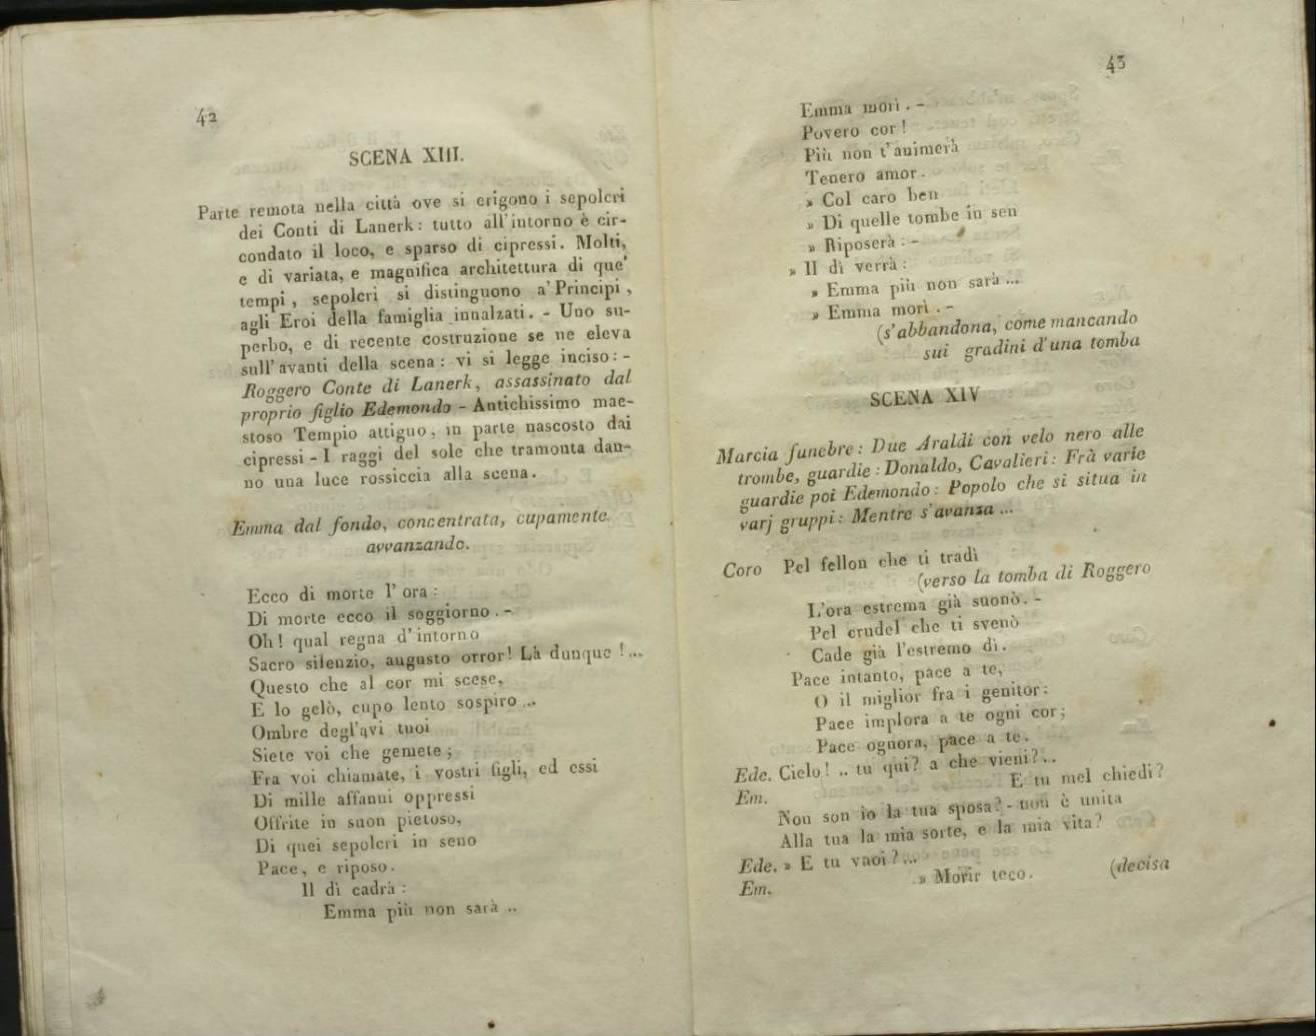 42
SCENA XIII.
Parte remota nella città ove si erigono i sepolcri
dei Conti di Lanerk: tutto all'intorno è cir-
condato il loco, e sparso di cipressi. Molti,
e di variata, e magnifica architettura di que'
tempi, sepolcri si distinguono a' Principi,
agli Eroi della famiglia innalzati. - Uno su-
perbo, e di recente costruzione se ne eleva
sull'avanti della scena: vi si legge inciso: -
Roggero Conte di Lanerk, assassinato dal
proprio figlio Edemondo - Antichissimo mae-
stoso Tempio attiguo, in parte nascosto dai
cipressi - I raggi del sole che tramonta dan-
no una luce rossiccia alla scena.
Emma dal fondo, concentrata, cupamente
avvanzando.
Ecco di morte l'ora:
Di morte ecco il soggiorno. -
Oh! qual regna d'intorno
Sacro silenzio, augusto orror! Là dunque!...
Questo che al cor mi scese,
E lo gelò, cupo lento sospiro...
Ombre degl'avi tuoi
Siete voi che gemete;
Fra voi chiamate, i vostri figli, ed essi
Di mille affanni oppressi
Offrite in suon pietoso,
Di quei sepolcri in seno
Pace, e riposo.
Il dì cadrà:
Emma più non sarà..
43
Emma morì. -
Povero cor!
Più non t'animerà
Tenero amor.
» Col caro ben
» Di quelle tombe in sen
» Riposerà: -
» Il dì verrà:
» Emma più non sarà...
» Emma morì. -
(s'abbandona, come mancando
sui gradini d'una tomba
SCENA XIV
Marcia funebre: Due Araldi con velo nero alle
trombe, guardie: Donaldo, Cavalieri: Frà varie
guardie poi Edemondo: Popolo che si situa in
varj gruppi: Mentre s'avanza...
Coro Pel fellon che ti tradì
(verso la tomba di Roggero
L'ora estrema già suonò. -
Pel crudel che ti svenò
Cade già l'estremo dì.
Pace intanto, pace a te,
O il miglior fra i genitor:
Pace implora a te ogni cor;
Pace ognora, pace a te.
Ede. Cielo! .. tu qui? a che vieni?..
Em. E tu mel chiedi?
Non son io la tua sposa? - non è unita
Alla tua la mia sorte, e la mia vita?
Ede. » E tu vuoi?...
Em. » Morir teco. (decisa